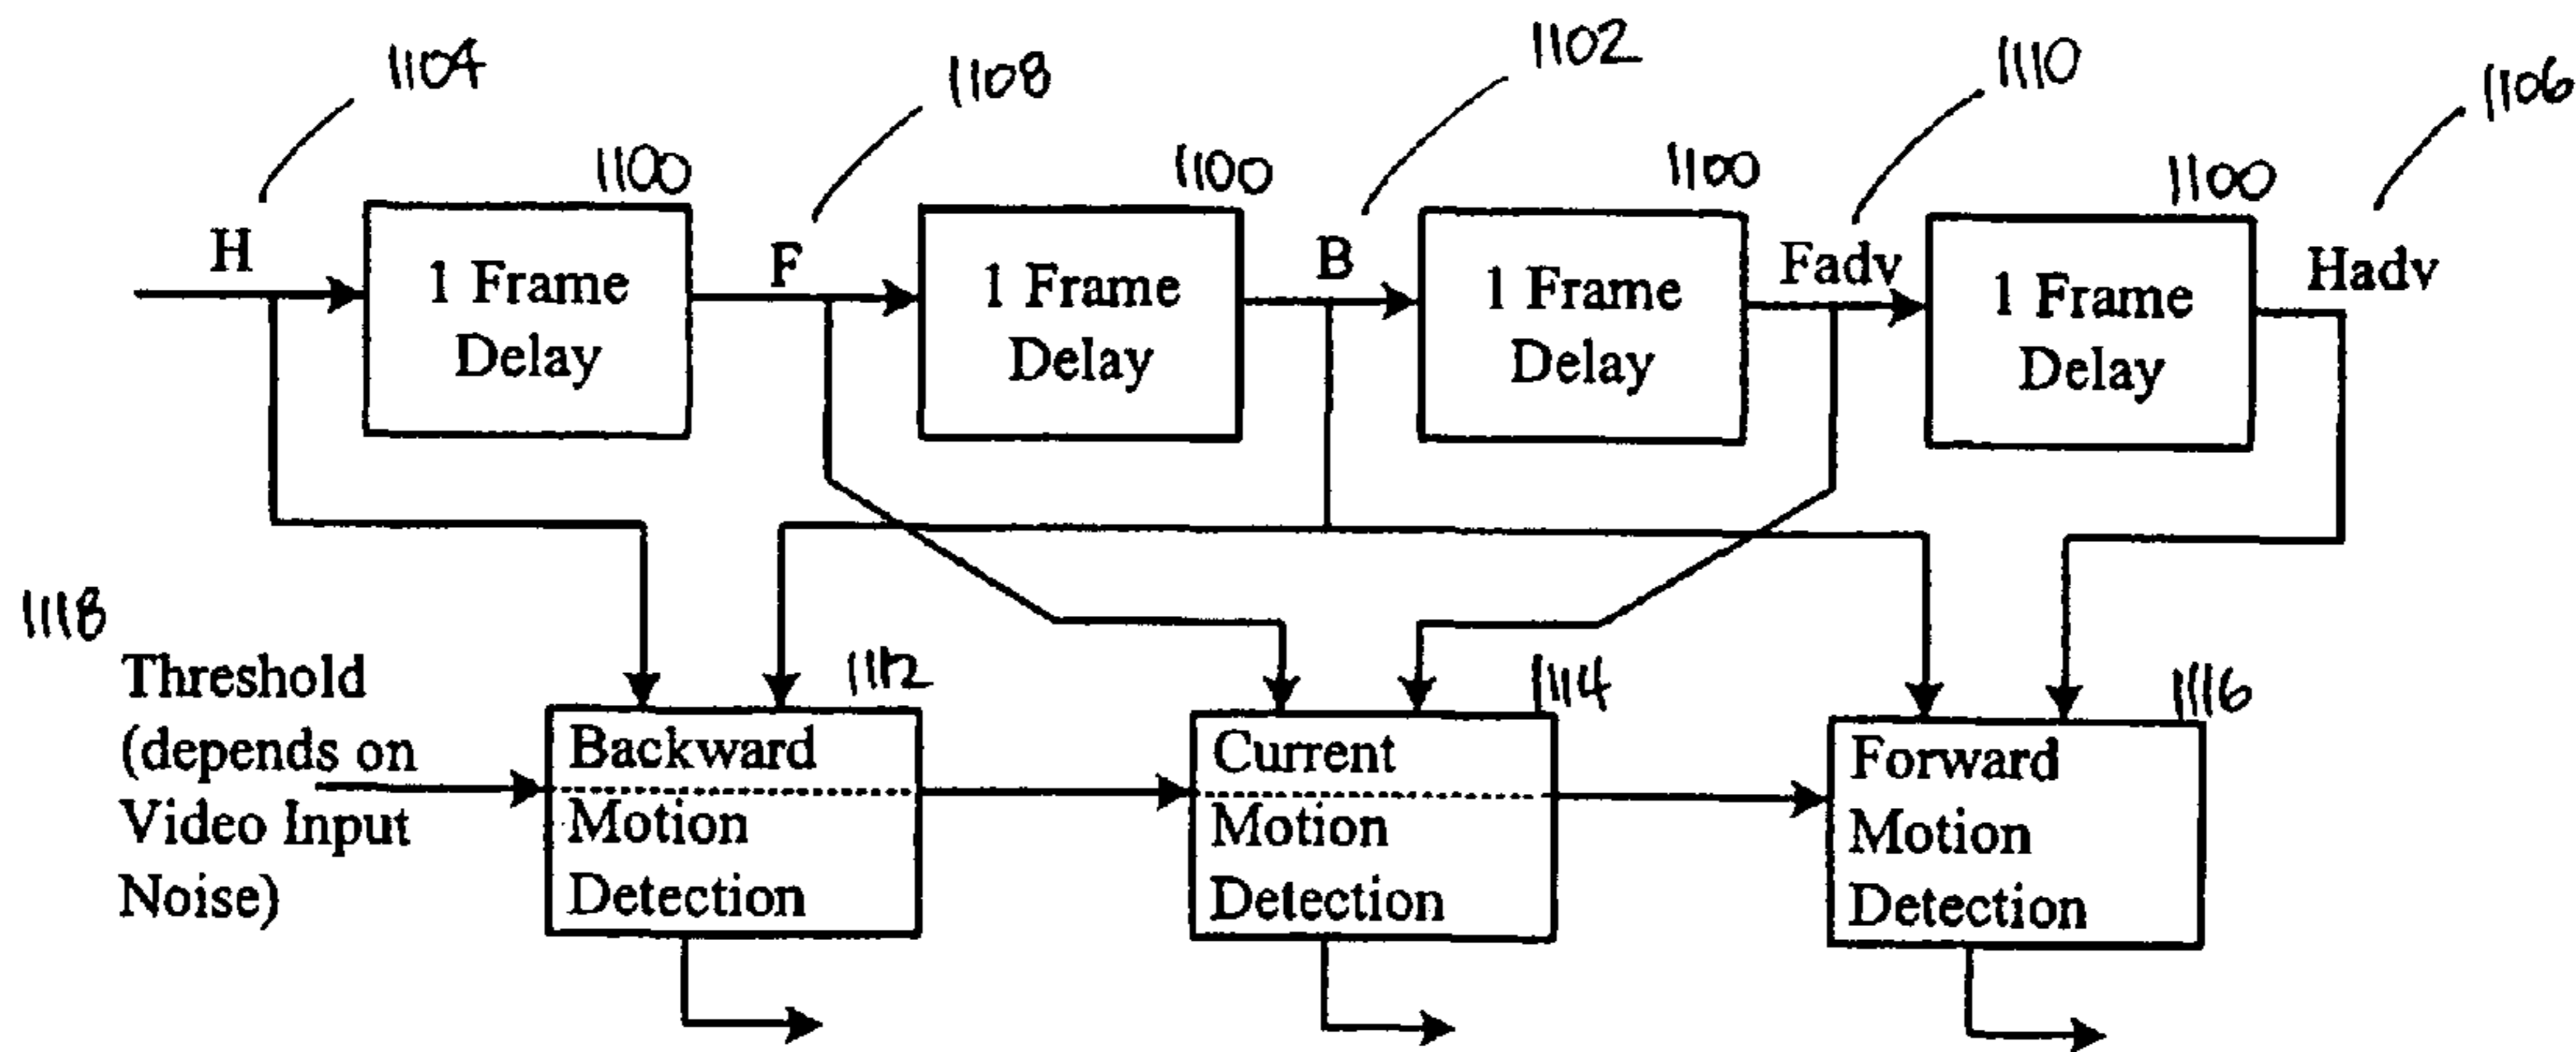 1104
1108
1102
1110
1106
1100
1100
1100
1100
H
F
B
Fadv
Hadv
1 Frame
Delay
1 Frame
Delay
1 Frame
Delay
1 Frame
Delay
1118
Threshold
(depends on
Video Input
Noise)
1112
Backward
Motion
Detection
1114
Current
Motion
Detection
1116
Forward
Motion
Detection